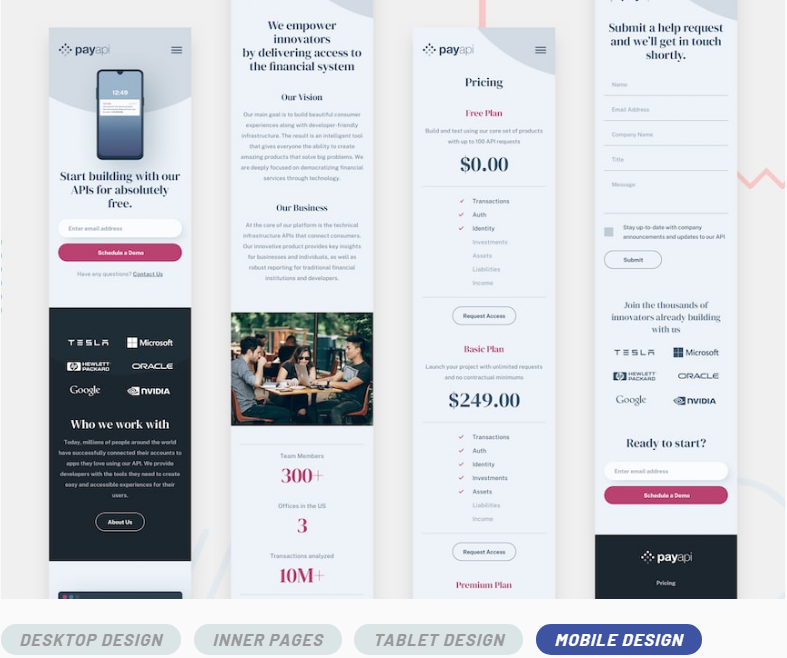 payapi
12:49
Start building with our
APIs for absolutely
free.
Enter email address
Schedule a Demo
Have any questions? Contact Us
TESLA
Microsoft
HEWLETT
PACKARD
ORACLE
Google
NVIDIA
Who we work with
Today, millions of people around the world
have successfully connected their accounts to
apps they love using our API. We provide
developers with the tools they need to create
easy and accessible experiences for their
users.
About Us
We empower
innovators
by delivering access to
the financial system
Our Vision
Our main goal is to build beautiful consumer
experiences along with developer-friendly
infrastructure. The result is an intelligent tool
that gives everyone the ability to create
amazing products that solve big problems. We
are deeply focused on democratizing financial
services through technology.
Our Business
At the core of our platform is the technical
infrastructure APIs that connect consumers.
Our innovative product provides key insights
for businesses and individuals, as well as
robust reporting for traditional financial
institutions and developers.
Team Members
300+
Offices in the US
3
Transactions analyzed
10M+
payapi
Pricing
Free Plan
Build and test using our core set of products
with up to 100 API requests
$0.00
Transactions
Auth
Identity
Investments
Assets
Liabilities
Income
Request Access
Basic Plan
Launch your project with unlimited requests
and no contractual minimums
$249.00
Transactions
Auth
Identity
Investments
Assets
Liabilities
Income
Request Access
Premium Plan
Submit a help request
and we'll get in touch
shortly.
Name
Email Address
Company Name
Title
Message
Stay up-to-date with company
announcements and updates to our API
Submit
Join the thousands of
innovators already building
with us
TESLA
Microsoft
HEWLETT
PACKARD
ORACLE
Google
NVIDIA
Ready to start?
Enter email address
Schedule a Demo
payapi
Pricing
DESKTOP DESIGN
INNER PAGES
TABLET DESIGN
MOBILE DESIGN